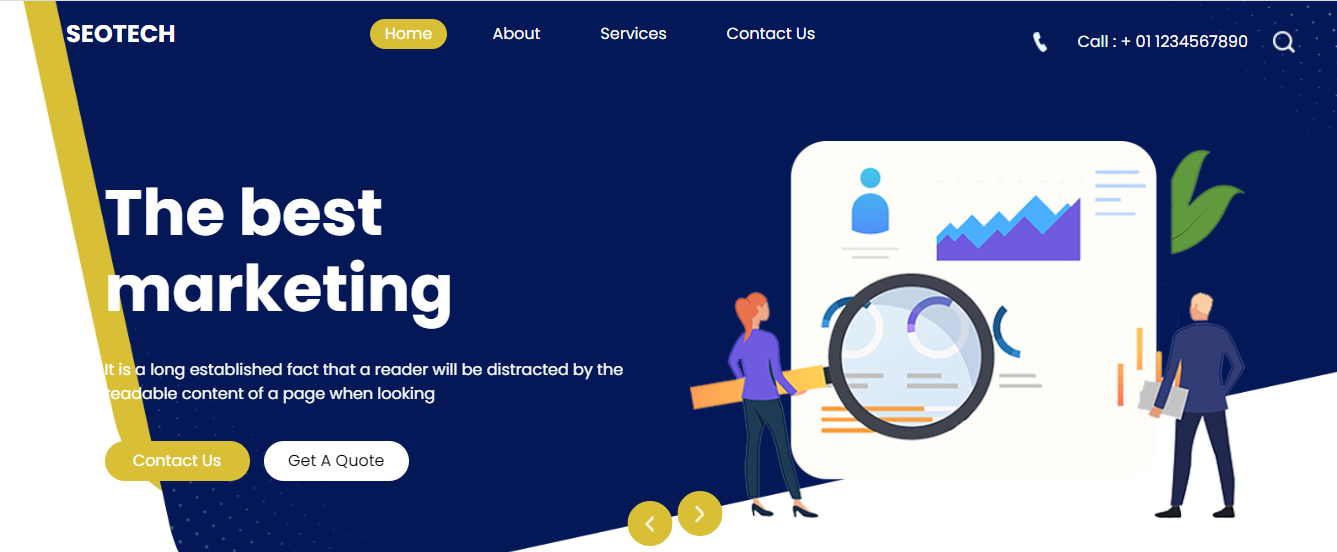 SEOTECH
Home
About
Services
Contact Us
Call : + 01 1234567890
The best
marketing
It is a long established fact that a reader will be distracted by the
readable content of a page when looking
Contact Us
Get A Quote